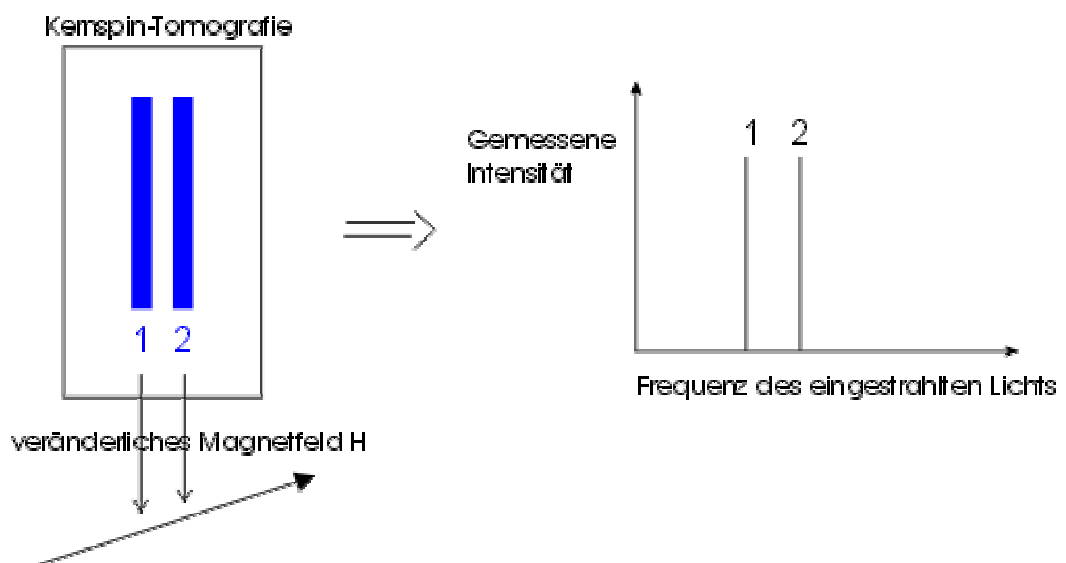 Kernspin-Tomografie
1 2
veränderliches Magnetfeld H
Gemessene
Intensität
1 2
Frequenz des eingestrahlten Lichts